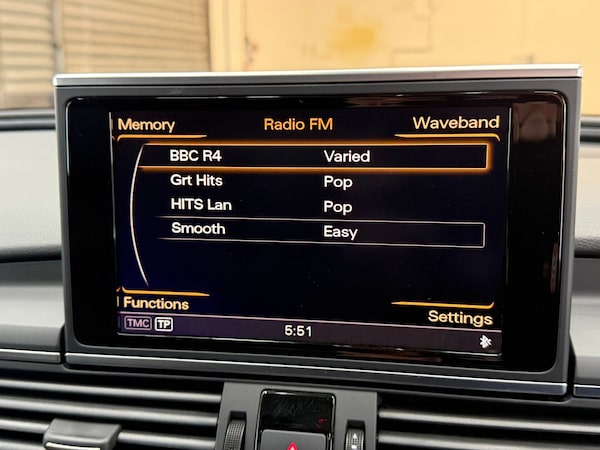 Memory Radio FM Waveband
BBC R4 Varied
Grt Hits Pop
HITS Lan Pop
Smooth Easy
Functions Settings
TMC TP 5:51